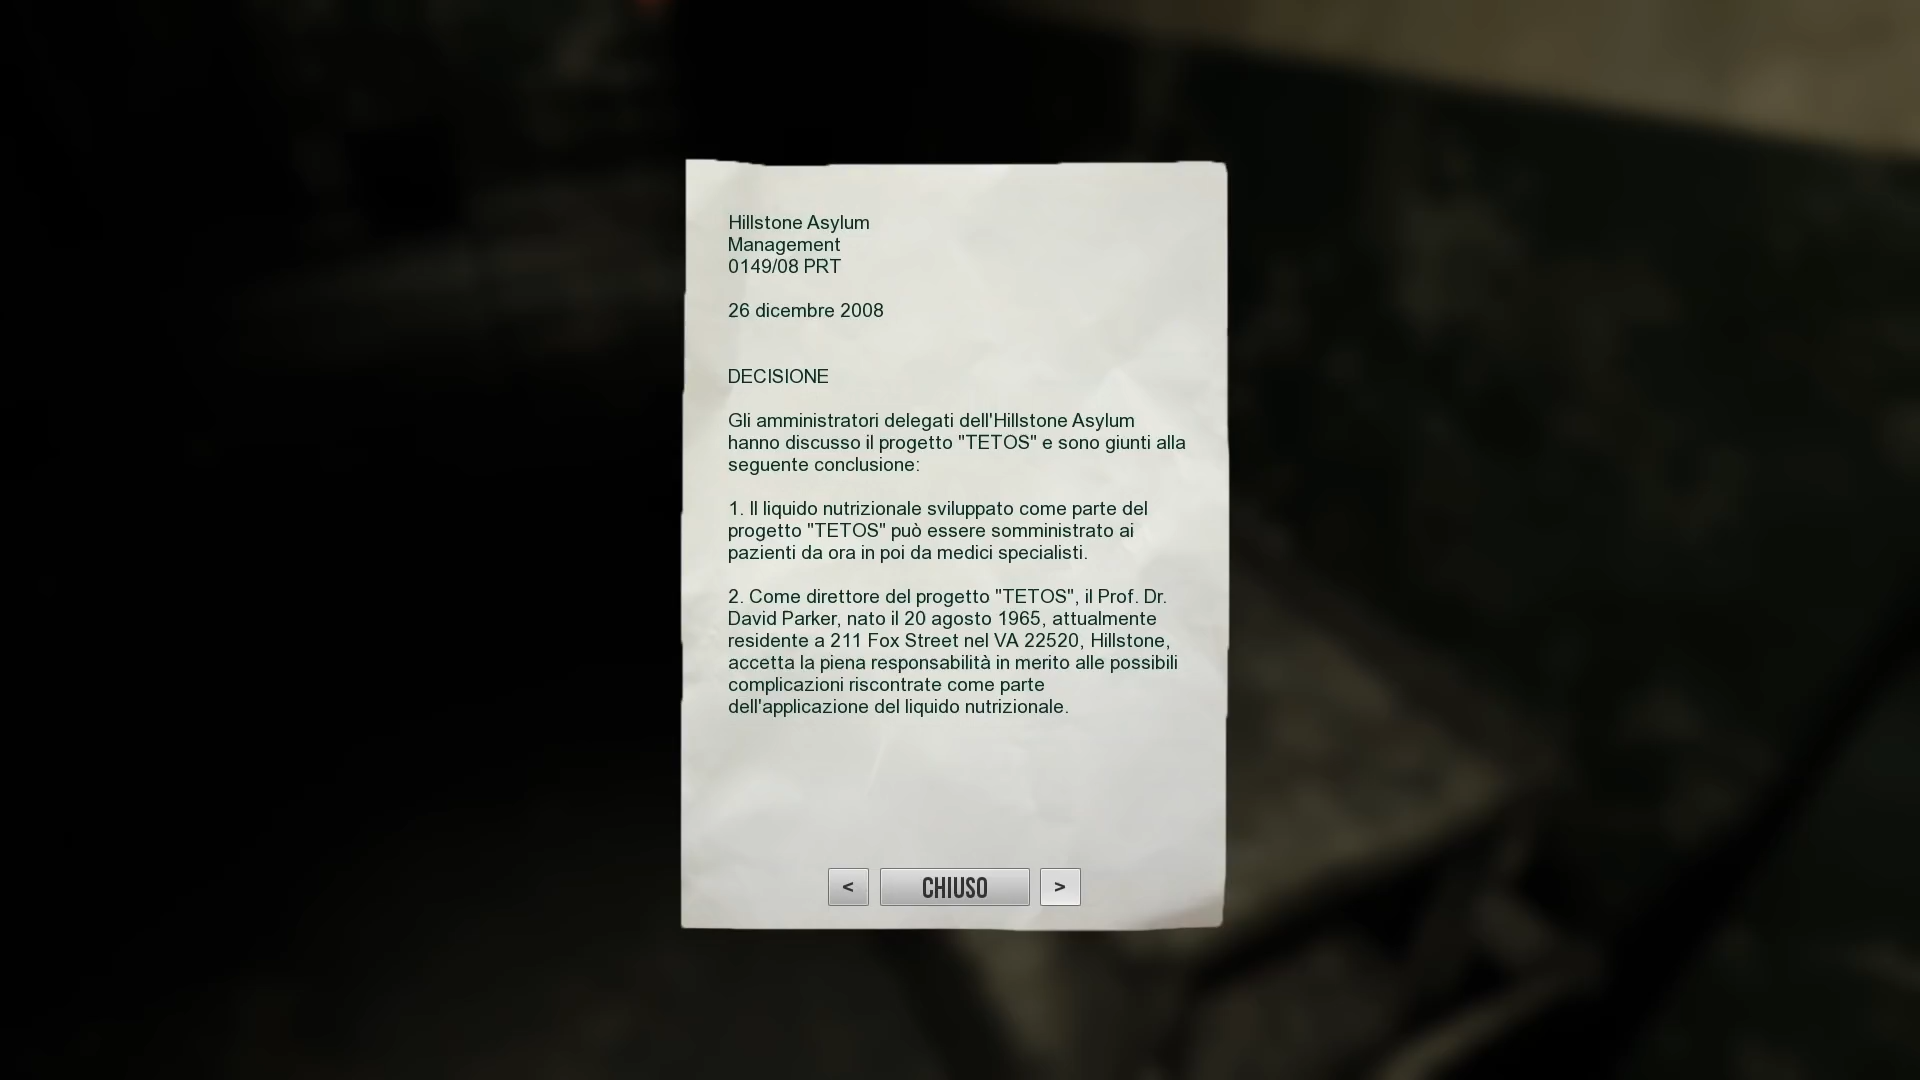 Hillstone Asylum
Management
0149/08 PRT
26 dicembre 2008
DECISIONE
Gli amministratori delegati dell'Hillstone Asylum
hanno discusso il progetto "TETOS" e sono giunti alla
seguente conclusione:
1. Il liquido nutrizionale sviluppato come parte del
progetto "TETOS" può essere somministrato ai
pazienti da ora in poi da medici specialisti.
2. Come direttore del progetto "TETOS", il Prof. Dr.
David Parker, nato il 20 agosto 1965, attualmente
residente a 211 Fox Street nel VA 22520, Hillstone,
accetta la piena responsabilità in merito alle possibili
complicazioni riscontrate come parte
dell'applicazione del liquido nutrizionale.
< CHIUSO >